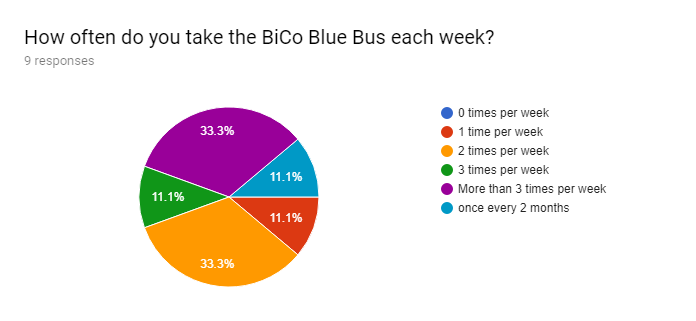 How often do you take the BiCo Blue Bus each week?
9 responses
33.3%
11.1%
11.1%
11.1%
33.3%
0 times per week
1 time per week
2 times per week
3 times per week
More than 3 times per week
once every 2 months